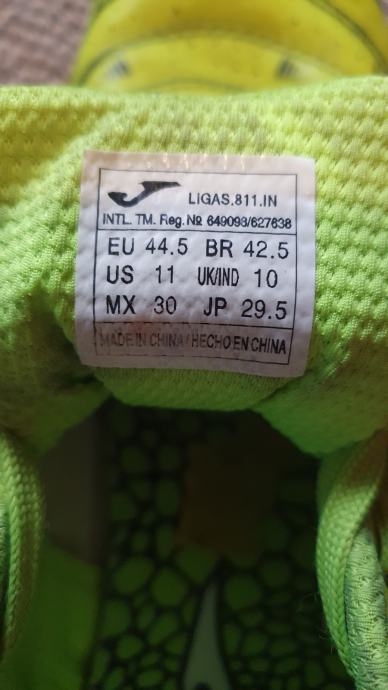 LIGAS.811.IN
INTL. TM. Reg.№ 649093/627638
EU 44.5 BR 42.5
US 11 UK/IND 10
MX 30 JP 29.5
MADE IN CHINA/HECHO EN CHINA